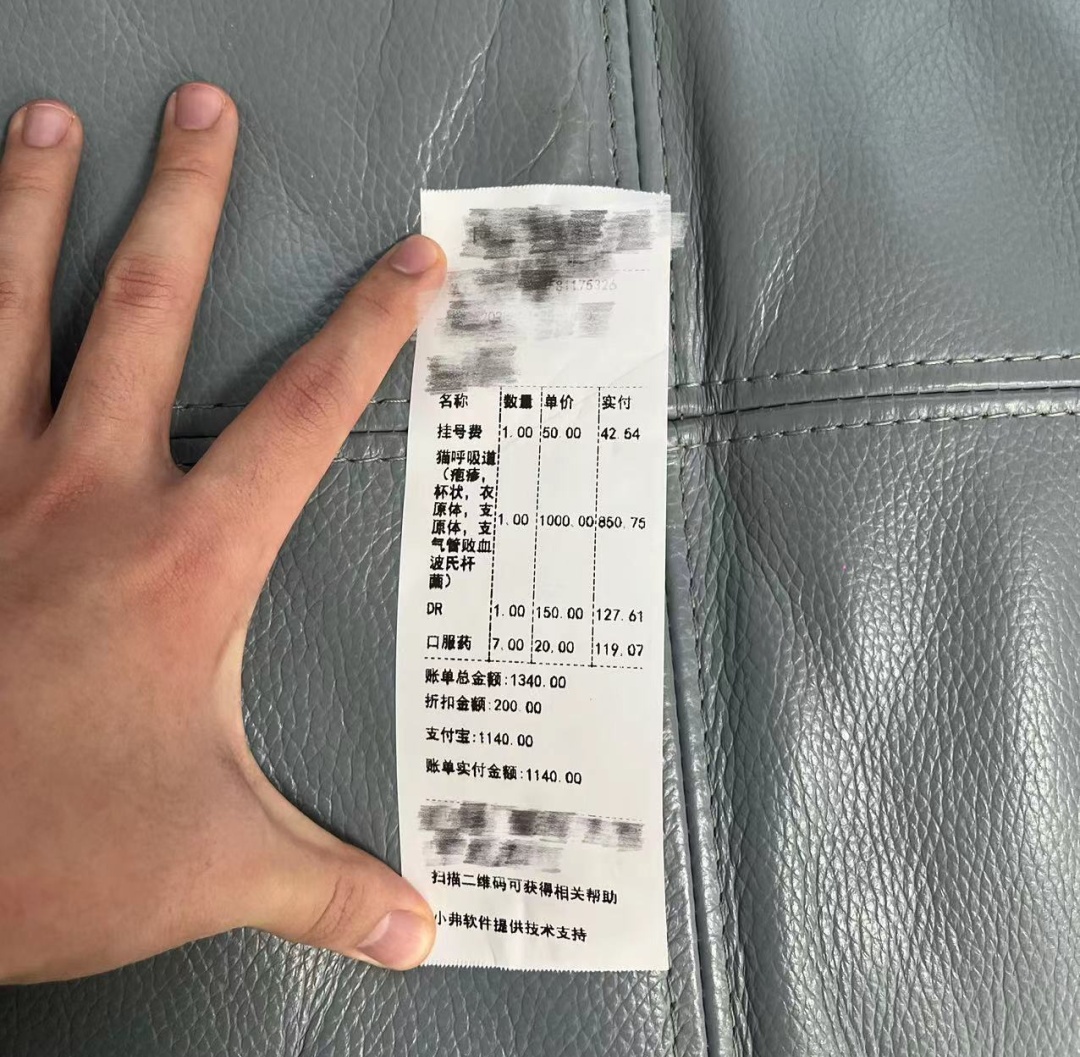 81175326
名称 数量 单价 实付
挂号费 1.00 50.00 42.64
猫呼吸道
（疱疹，
杯状，衣
原体，支
原体，支 1.00 1000.00 850.75
气管败血
波氏杆
菌）
DR 1.00 150.00 127.61
口服药 7.00 20.00 119.07
账单总金额:1340.00
折扣金额:200.00
支付宝:1140.00
账单实付金额:1140.00
扫描二维码可获得相关帮助
小弗软件提供技术支持